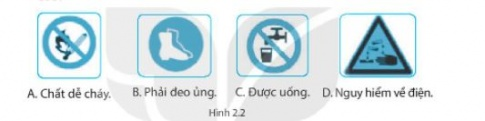 A. Chất dễ cháy. B. Phải đeo ủng. C. Được uống. D. Nguy hiểm về điện.
Hình 2.2